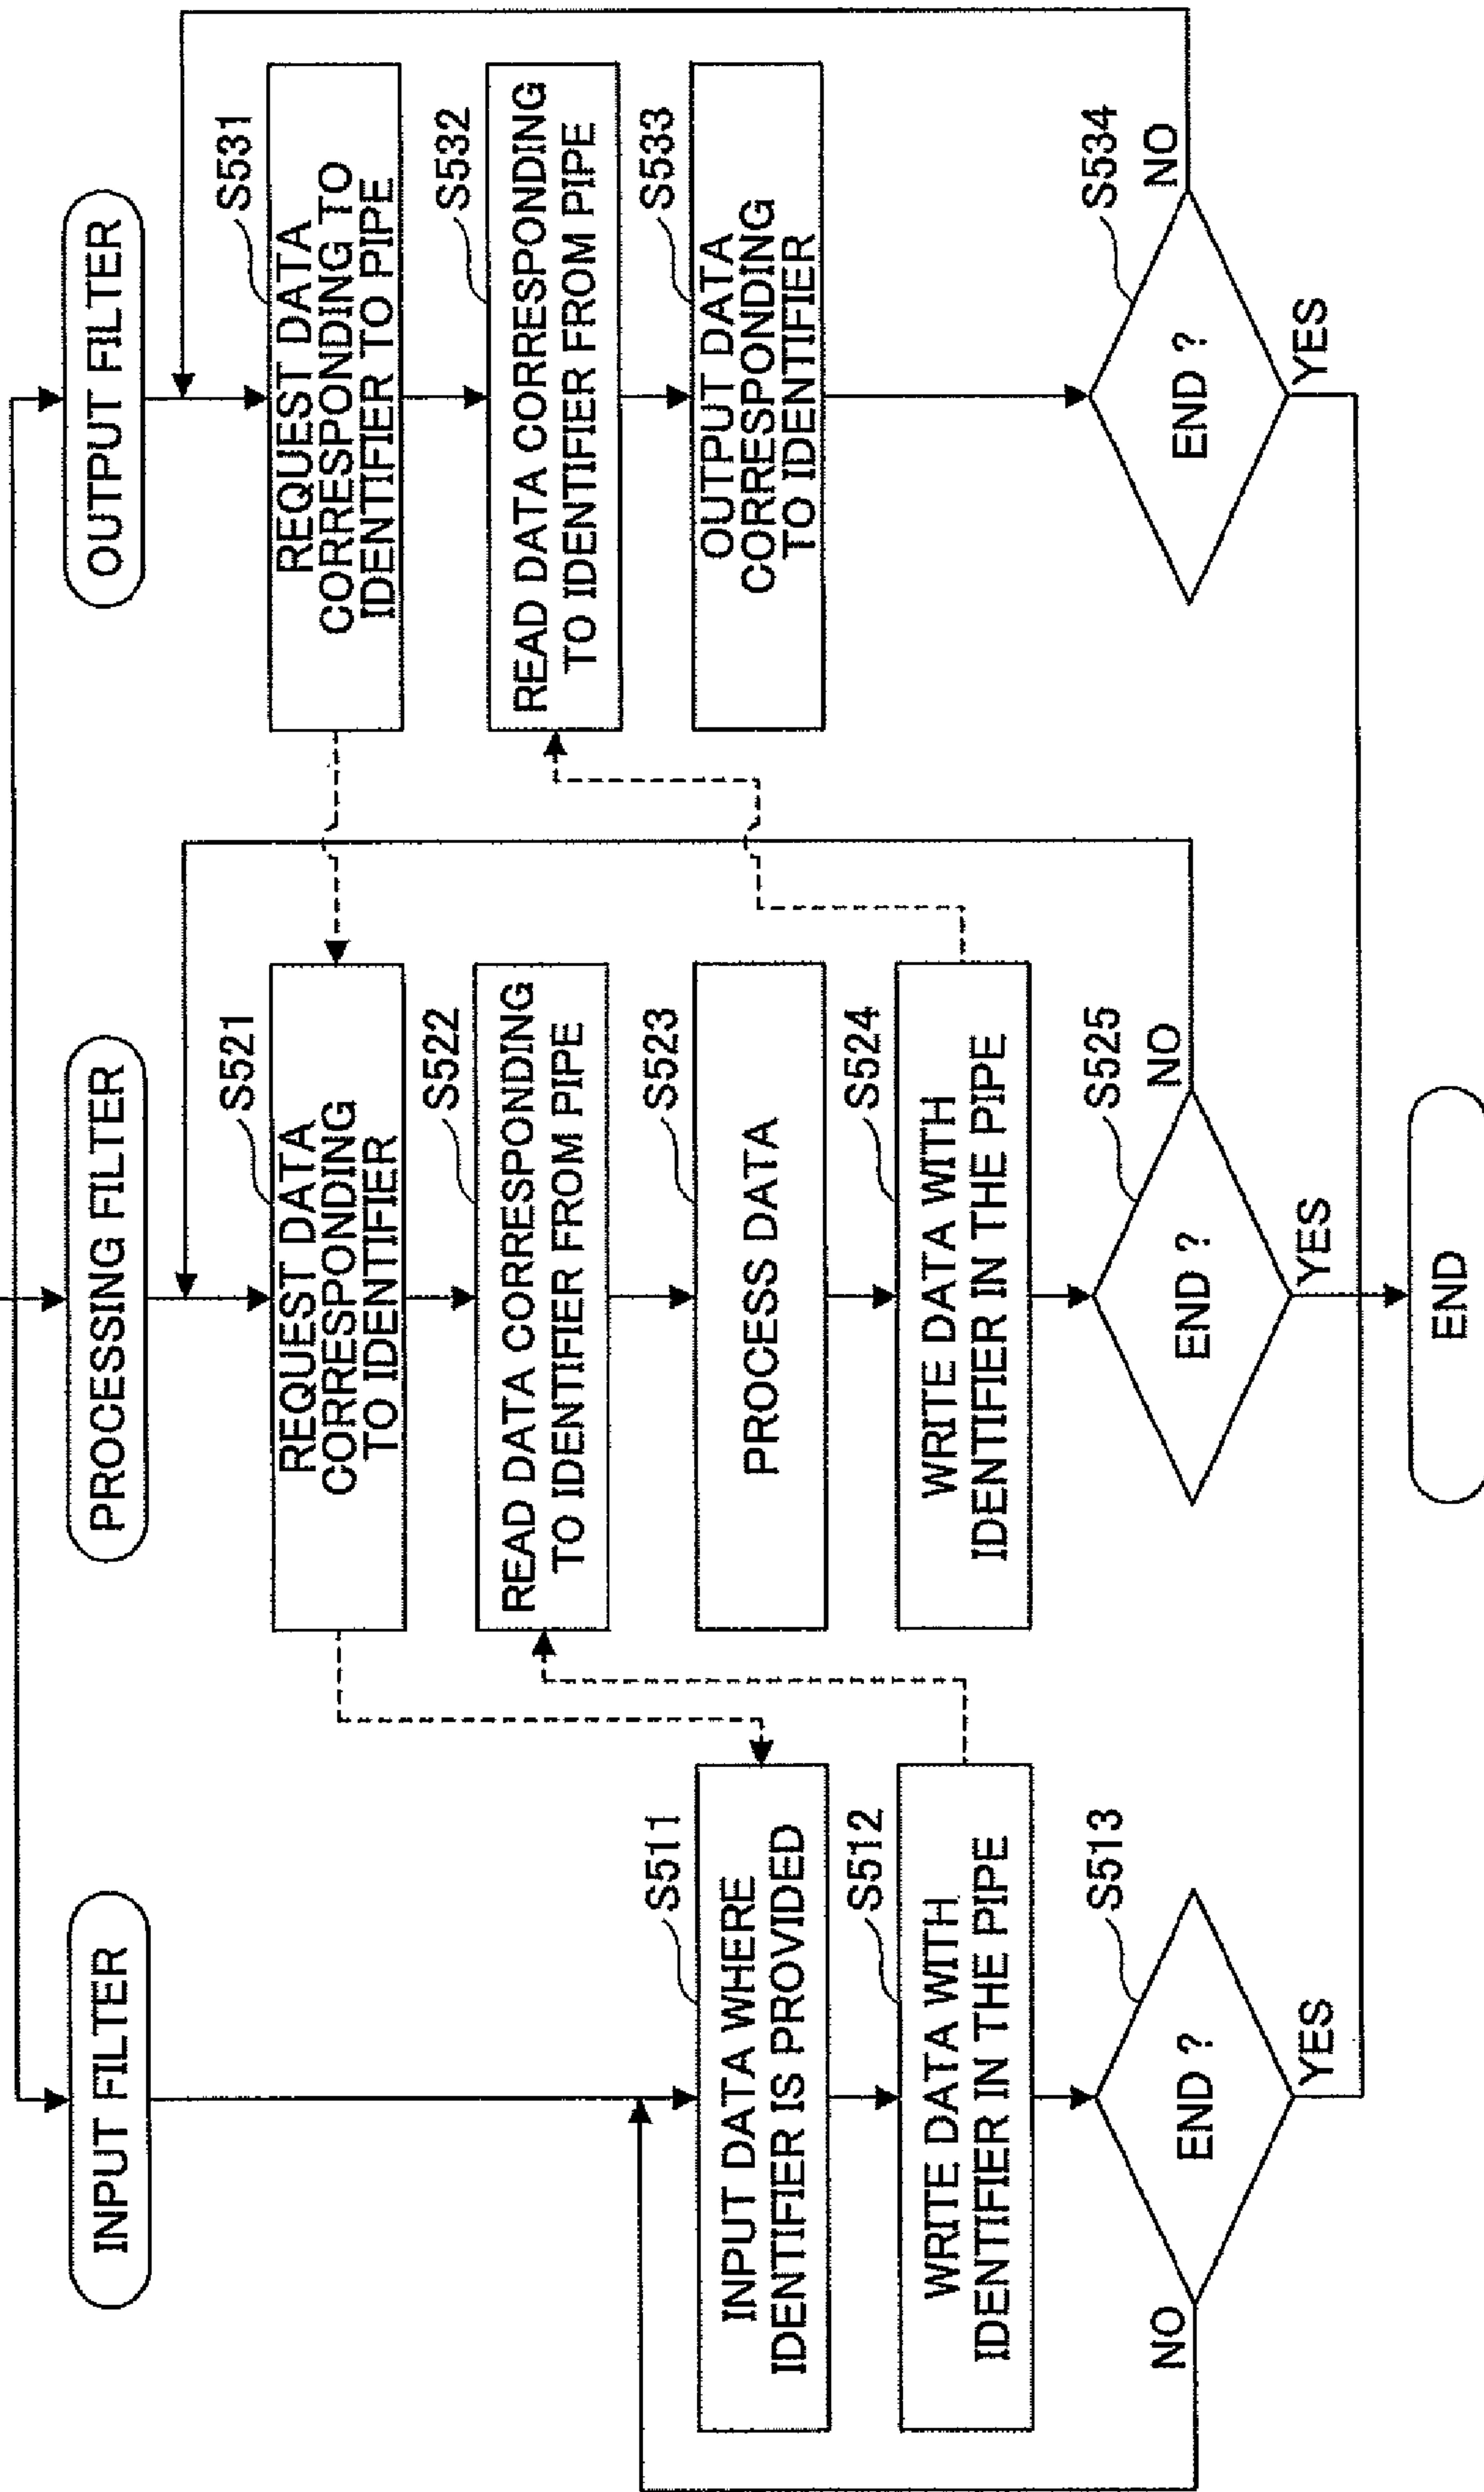 INPUT FILTER
S511
INPUT DATA WHERE
IDENTIFIER IS PROVIDED
S512
WRITE DATA WITH
IDENTIFIER IN THE PIPE
S513
END ?
NO
YES
PROCESSING FILTER
S521
REQUEST DATA
CORRESPONDING
TO IDENTIFIER
S522
READ DATA CORRESPONDING
TO IDENTIFIER FROM PIPE
S523
PROCESS DATA
S524
WRITE DATA WITH
IDENTIFIER IN THE PIPE
S525
END ?
NO
YES
END
OUTPUT FILTER
S531
REQUEST DATA
CORRESPONDING TO
IDENTIFIER TO PIPE
S532
READ DATA CORRESPONDING
TO IDENTIFIER FROM PIPE
S533
OUTPUT DATA
CORRESPONDING
TO IDENTIFIER
S534
END ?
NO
YES